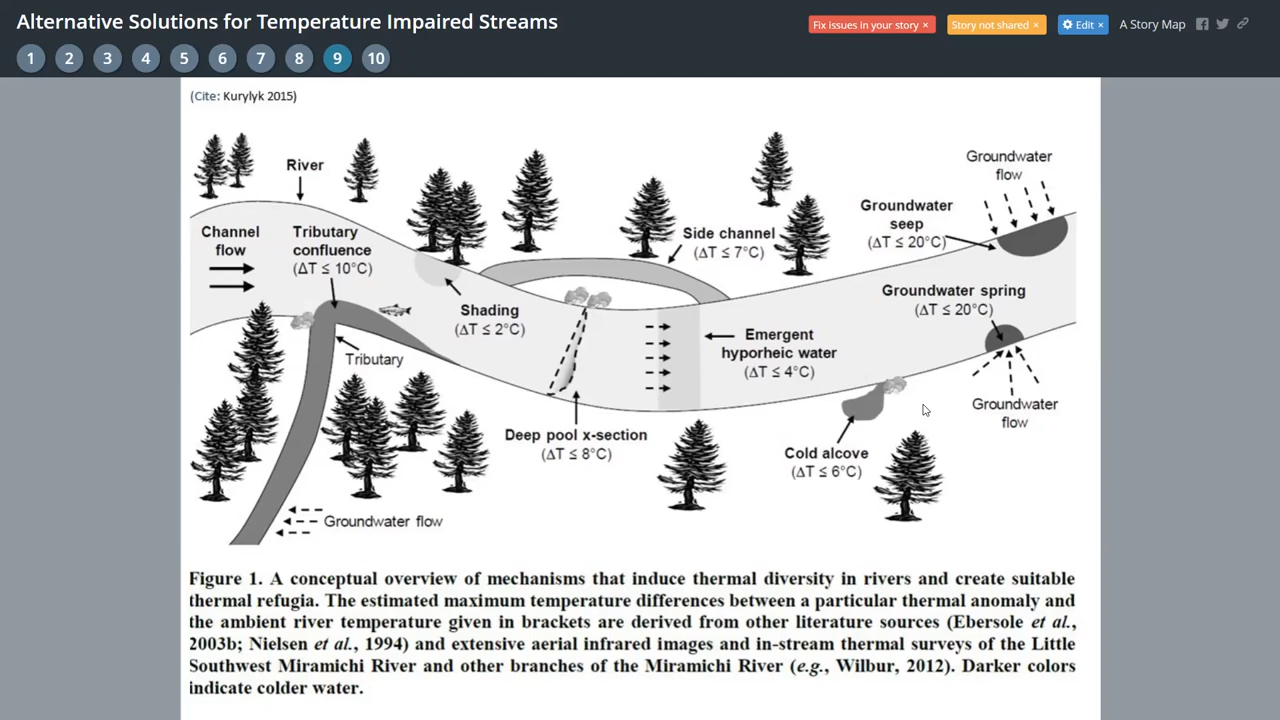 Alternative Solutions for Temperature Impaired Streams
Fix issues in your story ×
Story not shared ×
Edit ×
A Story Map
1 2 3 4 5 6 7 8 9 10
(Cite: Kurylyk 2015)
River
Channel
flow
Tributary
confluence
(ΔT ≤ 10°C)
Shading
(ΔT ≤ 2°C)
Tributary
Groundwater flow
Side channel
(ΔT ≤ 7°C)
Deep pool x-section
(ΔT ≤ 8°C)
Emergent
hyporheic water
(ΔT ≤ 4°C)
Groundwater
flow
Groundwater
seep
(ΔT ≤ 20°C)
Groundwater spring
(ΔT ≤ 20°C)
Groundwater
flow
Cold alcove
(ΔT ≤ 6°C)
Figure 1. A conceptual overview of mechanisms that induce thermal diversity in rivers and create suitable
thermal refugia. The estimated maximum temperature differences between a particular thermal anomaly and
the ambient river temperature given in brackets are derived from other literature sources (Ebersole et al.,
2003b; Nielsen et al., 1994) and extensive aerial infrared images and in-stream thermal surveys of the Little
Southwest Miramichi River and other branches of the Miramichi River (e.g., Wilbur, 2012). Darker colors
indicate colder water.